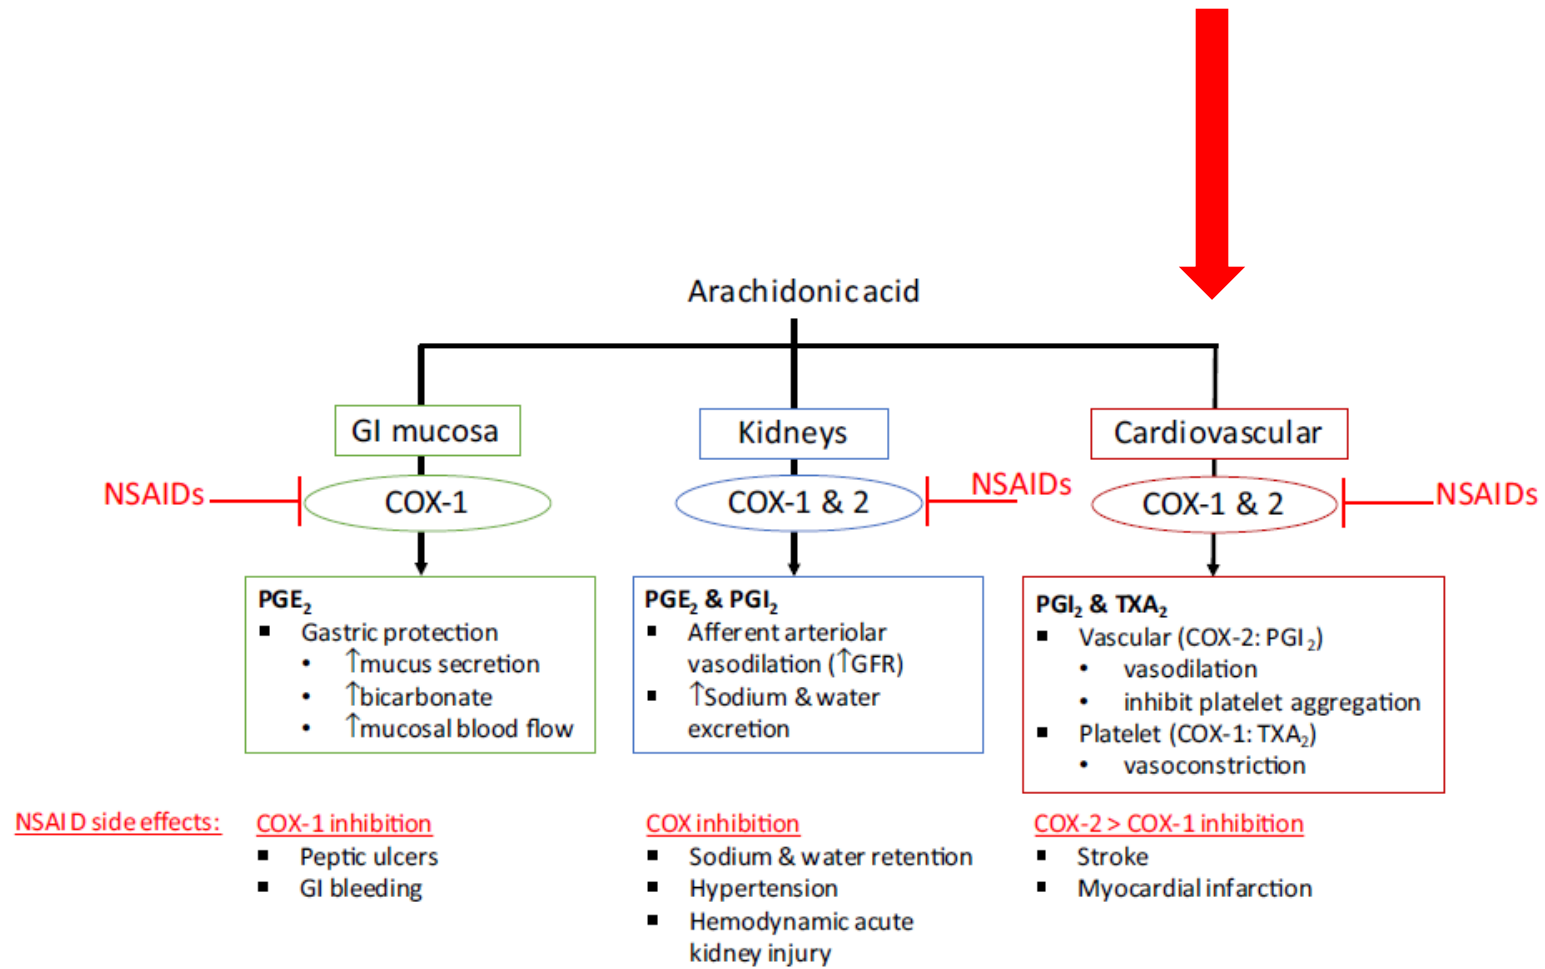 Arachidonic acid
GI mucosa
Kidneys
Cardiovascular
NSAIDs
COX-1
COX-1 & 2
NSAIDs
COX-1 & 2
NSAIDs
PGE₂
▪ Gastric protection
• ↑mucus secretion
• ↑bicarbonate
• ↑mucosal blood flow
PGE₂ & PGI₂
▪ Afferent arteriolar
vasodilation (↑GFR)
▪ ↑Sodium & water
excretion
PGI₂ & TXA₂
▪ Vascular (COX-2: PGI₂)
• vasodilation
• inhibit platelet aggregation
▪ Platelet (COX-1: TXA₂)
• vasoconstriction
NSAID side effects:
COX-1 inhibition
▪ Peptic ulcers
▪ GI bleeding
COX inhibition
▪ Sodium & water retention
▪ Hypertension
▪ Hemodynamic acute
kidney injury
COX-2 > COX-1 inhibition
▪ Stroke
▪ Myocardial infarction